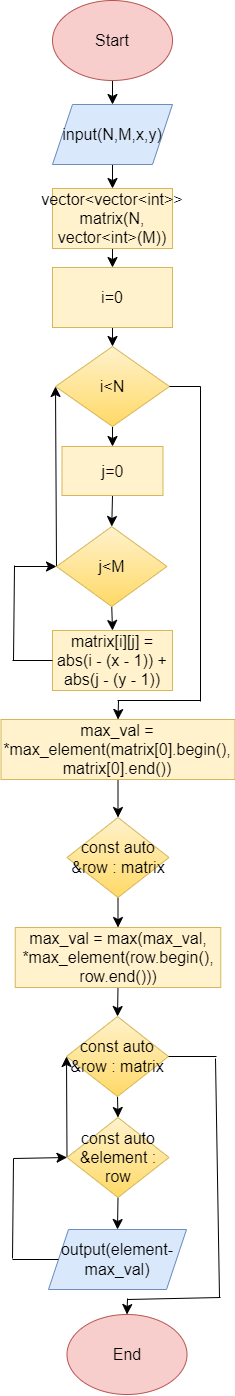 Start
input(N,M,x,y)
vector<vector<int>>
matrix(N,
vector<int>(M))
i=0
i<N
j=0
j<M
matrix[i][j] =
abs(i - (x - 1)) +
abs(j - (y - 1))
max_val =
*max_element(matrix[0].begin(),
matrix[0].end())
const auto
&row : matrix
max_val = max(max_val,
*max_element(row.begin(),
row.end()))
const auto
&row : matrix
const auto
&element :
row
output(element-
max_val)
End